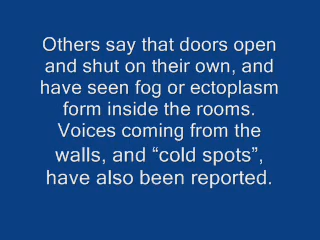 Others say that doors open
and shut on their own, and
have seen fog or ectoplasm
form inside the rooms.
Voices coming from the
walls, and “cold spots”,
have also been reported.